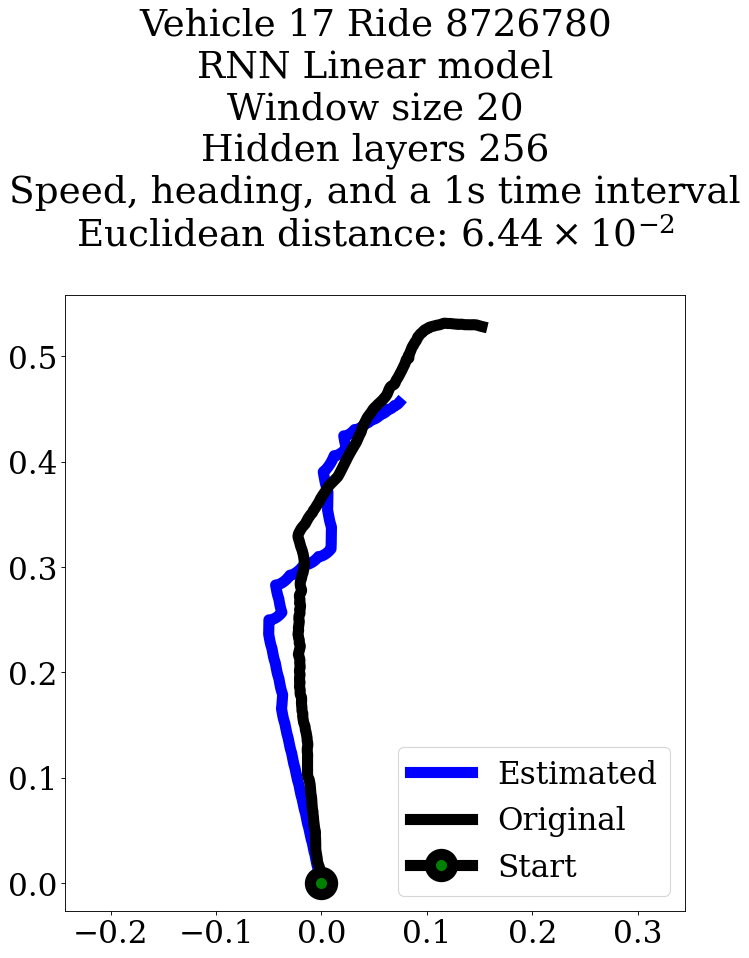 Vehicle 17 Ride 8726780
RNN Linear model
Window size 20
Hidden layers 256
Speed, heading, and a 1s time interval
Euclidean distance: 6.44 × 10⁻²
0.5
0.4
0.3
0.2
0.1
0.0
Estimated
Original
Start
−0.2 −0.1 0.0 0.1 0.2 0.3